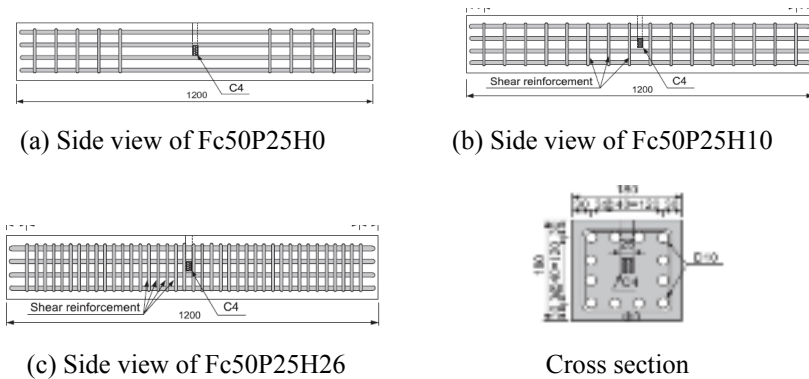 C4
1200
(a) Side view of Fc50P25H0
Shear reinforcement
C4
1200
(b) Side view of Fc50P25H10
Shear reinforcement
C4
1200
(c) Side view of Fc50P25H26
D10
C4
Cross section